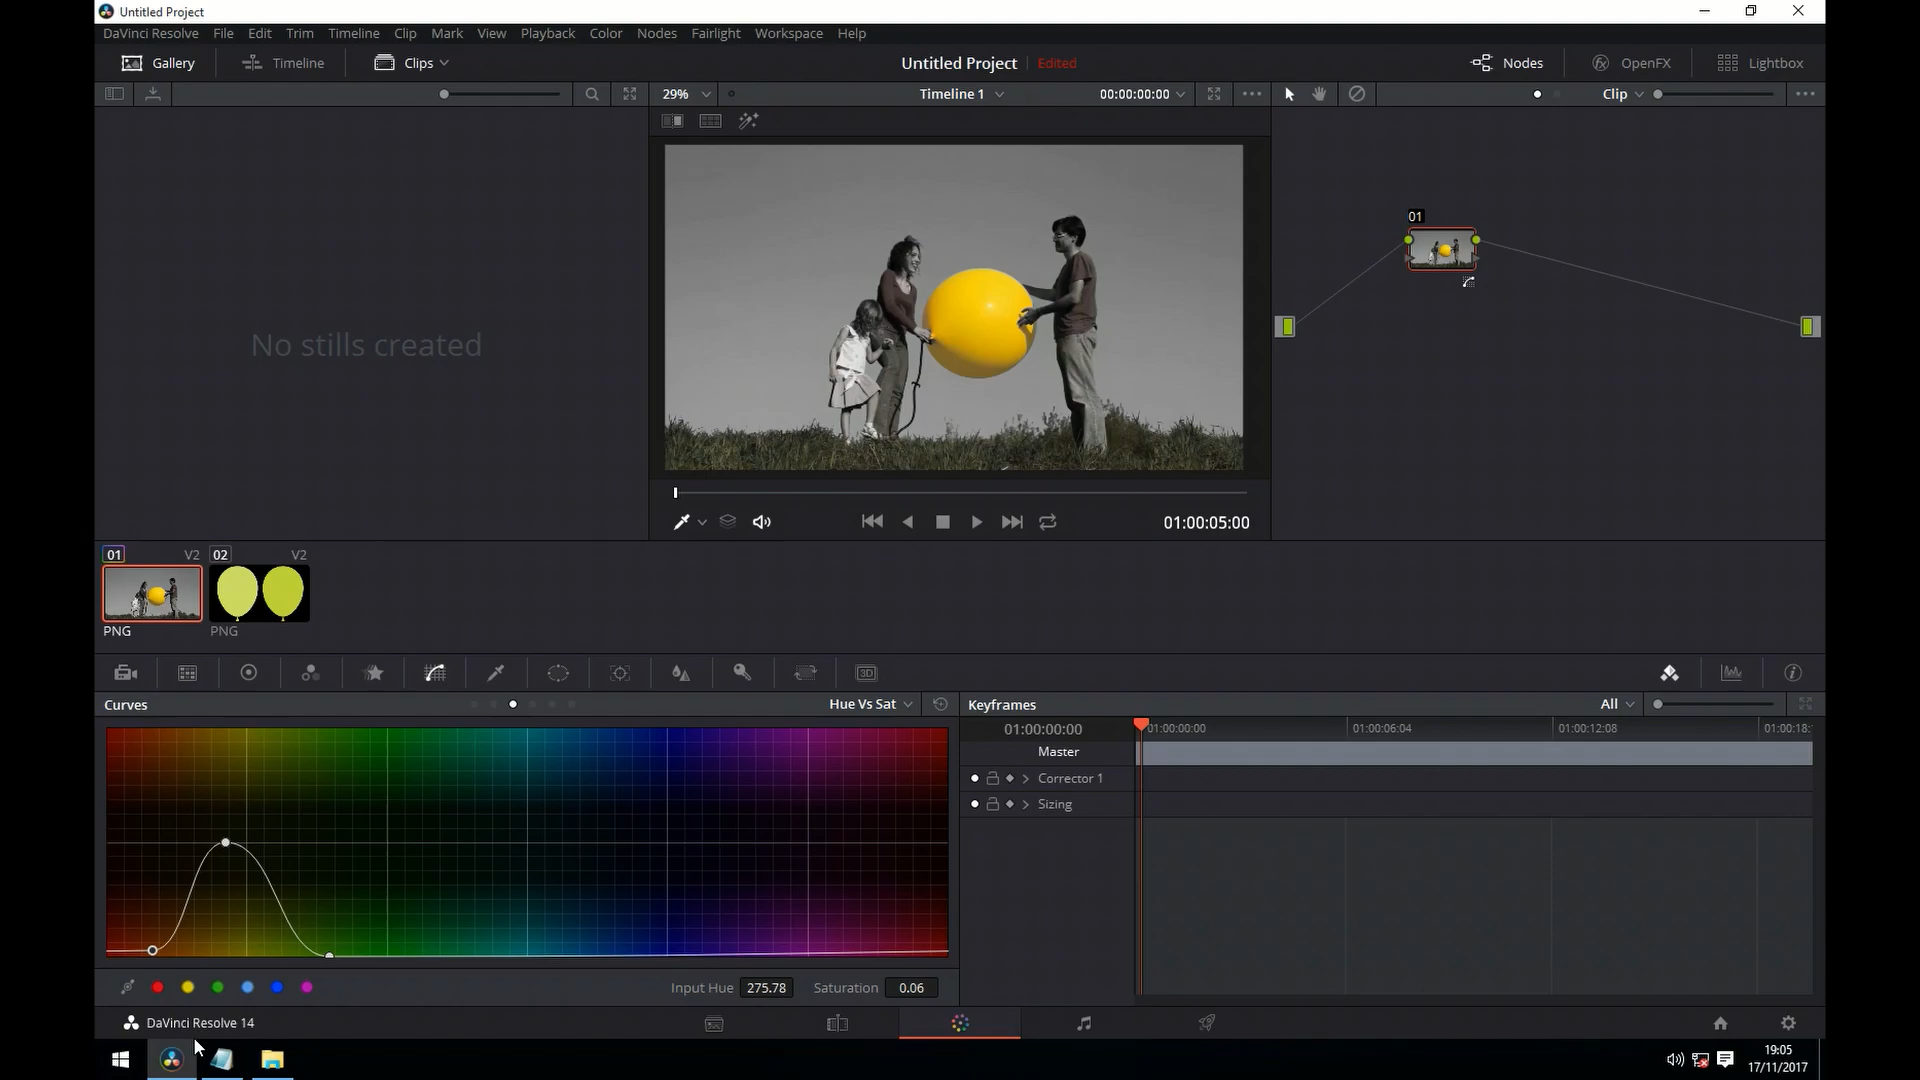 Untitled Project
DaVinci Resolve File Edit Trim Timeline Clip Mark View Playback Color Nodes Fairlight Workspace Help
Gallery Timeline Clips Untitled Project Edited Nodes OpenFX Lightbox
29% Timeline 1 00:00:00:00 Clip
01
No stills created
01:00:05:00
01 V2 02 V2
PNG PNG
3D
Curves Hue Vs Sat Keyframes All
01:00:00:00 01:00:00:00 01:00:06:04 01:00:12:08 01:00:18:
Master
Corrector 1
Sizing
Input Hue 275.78 Saturation 0.06
DaVinci Resolve 14
19:05
17/11/2017